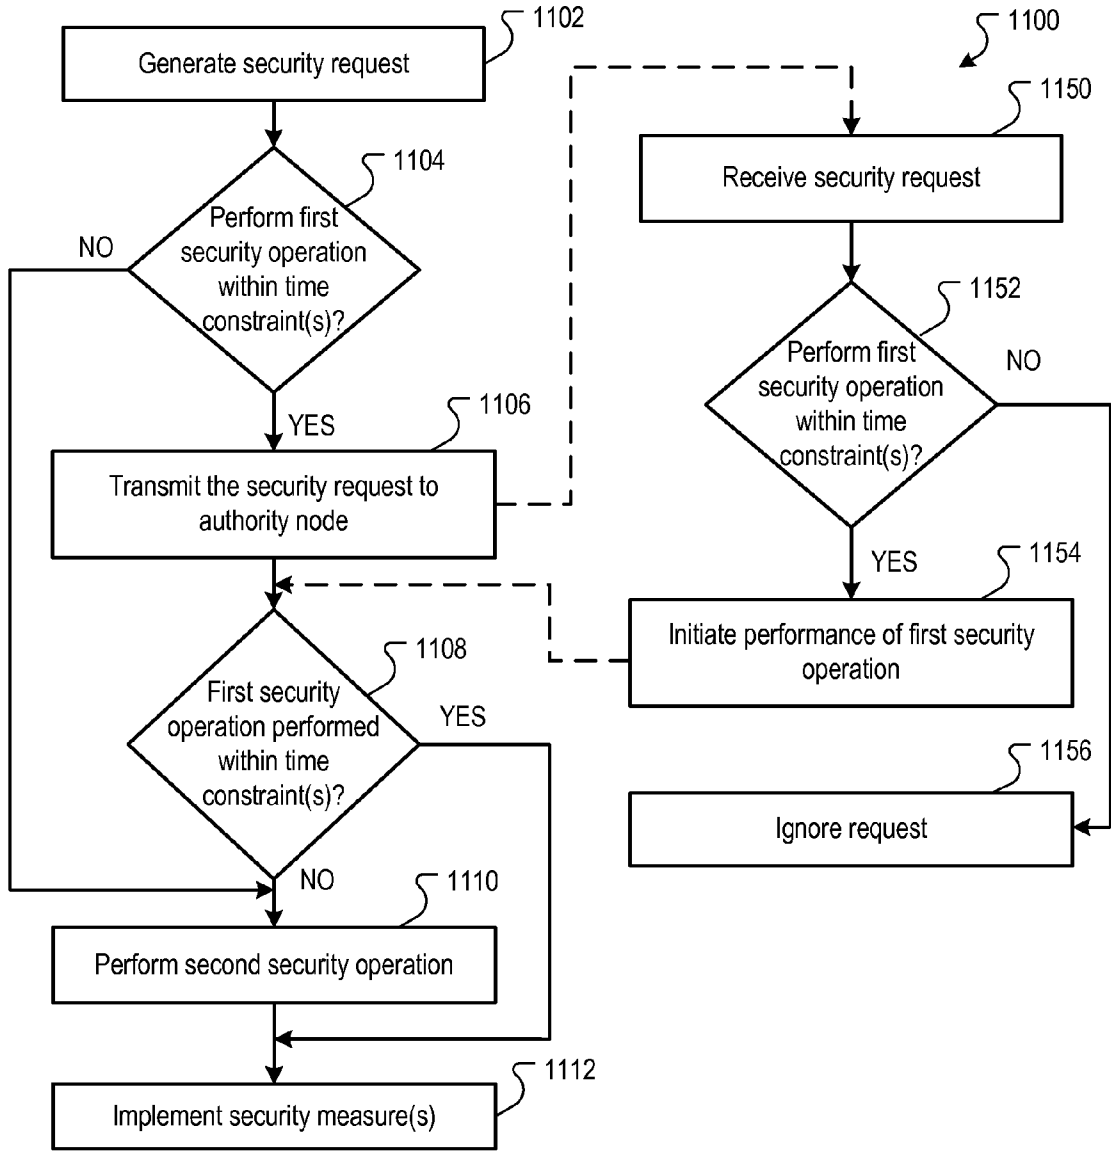 1102
Generate security request
1104
Perform first
security operation
within time
constraint(s)?
NO
YES
1106
Transmit the security request to
authority node
1108
First security
operation performed
within time
constraint(s)?
YES
NO
1110
Perform second security operation
1112
Implement security measure(s)
1100
1150
Receive security request
1152
Perform first
security operation
within time
constraint(s)?
NO
YES
1154
Initiate performance of first security
operation
1156
Ignore request